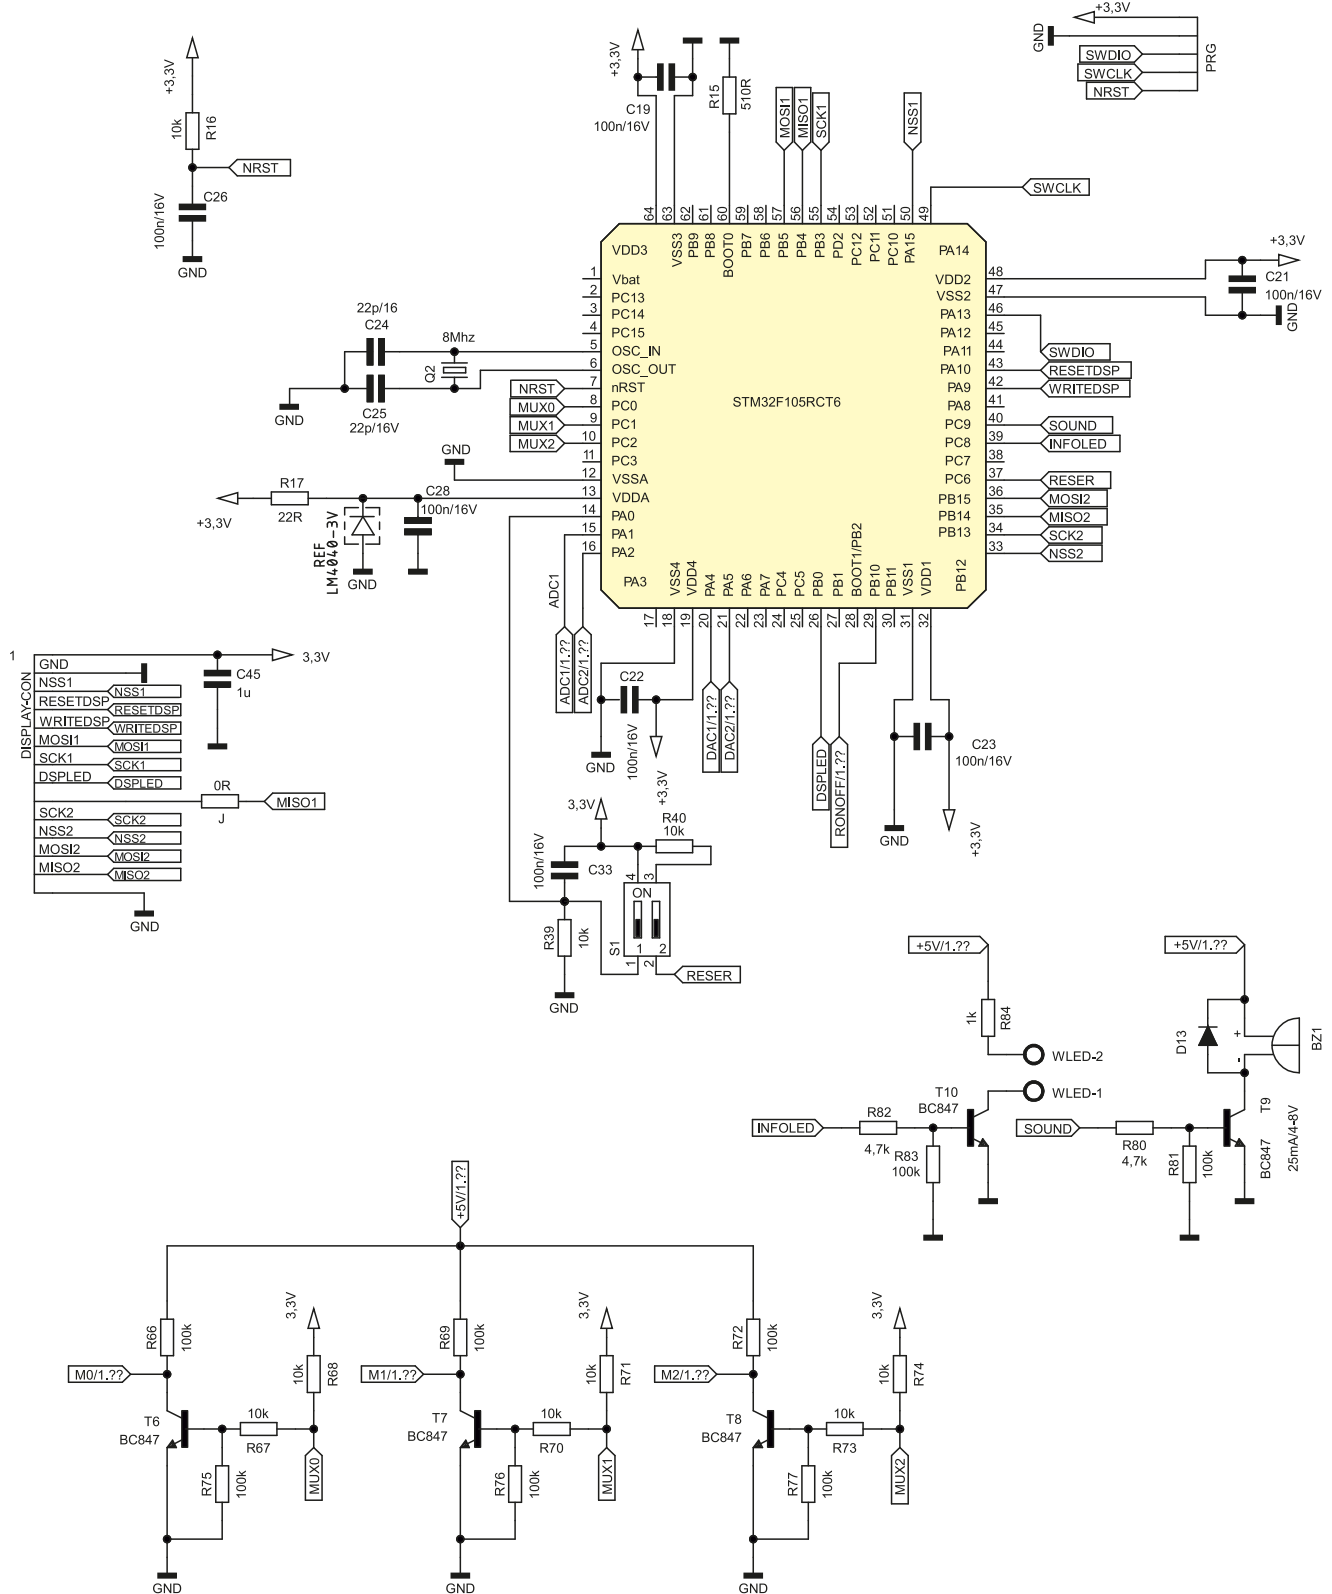 +3,3V
10k
R16
NRST
C26
100n/16V
GND
+3,3V
C19
100n/16V
R15
510R
MOSI1
MISO1
SCK1
NSS1
SWCLK
+3,3V
GND
SWDIO
SWCLK
NRST
PRG
64
63
62
61
60
59
58
57
56
55
54
53
52
51
50
49
VDD3
VSS3
PB9
PB8
BOOT0
PB7
PB6
PB5
PB4
PB3
PD2
PC12
PC11
PC10
PA15
PA14
1 Vbat
2 PC13
3 PC14
4 PC15
5 OSC_IN
6 OSC_OUT
7 nRST
8 PC0
9 PC1
10 PC2
11 PC3
12 VSSA
13 VDDA
14 PA0
15 PA1
16 PA2
PA3
STM32F105RCT6
VDD2 48
VSS2 47
PA13 46
PA12 45
PA11 44
PA10 43
PA9 42
PA8 41
PC9 40
PC8 39
PC7 38
PC6 37
PB15 36
PB14 35
PB13 34
33
PB12
VSS4
VDD4
PA4
PA5
PA6
PA7
PC4
PC5
PB0
PB1
BOOT1/PB2
PB10
PB11
VSS1
VDD1
17
18
19
20
21
22
23
24
25
26
27
28
29
30
31
32
+3,3V
C21
100n/16V
GND
SWDIO
RESETDSP
WRITEDSP
SOUND
INFOLED
RESER
MOSI2
MISO2
SCK2
NSS2
22p/16
C24
8Mhz
Q2
C25
22p/16V
GND
NRST
MUX0
MUX1
MUX2
GND
R17
22R
+3,3V
C28
100n/16V
REF
LM4040-3V
GND
ADC1
ADC1/1.??
ADC2/1.??
C22
100n/16V
GND
+3,3V
DAC1/1.??
DAC2/1.??
DSPLED
RONOFF/1.??
C23
100n/16V
GND
+3,3V
1
3,3V
GND
C45
1u
DISPLAY-CON
NSS1 NSS1
RESETDSP RESETDSP
WRITEDSP WRITEDSP
MOSI1 MOSI1
SCK1 SCK1
DSPLED DSPLED
0R
J
MISO1
SCK2 SCK2
NSS2 NSS2
MOSI2 MOSI2
MISO2 MISO2
GND
3,3V
R40
10k
100n/16V
C33
4 3
ON
1 2
S1
1 2
R39
10k
GND
RESER
+5V/1.??
1k
R84
WLED-2
WLED-1
T10
BC847
INFOLED
R82
4,7k
R83
100k
+5V/1.??
D13
+
-
BZ1
T9
BC847
25mA/4-8V
SOUND
R80
4,7k
R81
100k
+5V/1.??
R66
100k
3,3V
10k
R68
M0/1.??
T6
BC847
10k
R67
R75
100k
MUX0
GND
R69
100k
3,3V
10k
R71
M1/1.??
T7
BC847
10k
R70
R76
100k
MUX1
GND
R72
100k
3,3V
10k
R74
M2/1.??
T8
BC847
10k
R73
R77
100k
MUX2
GND